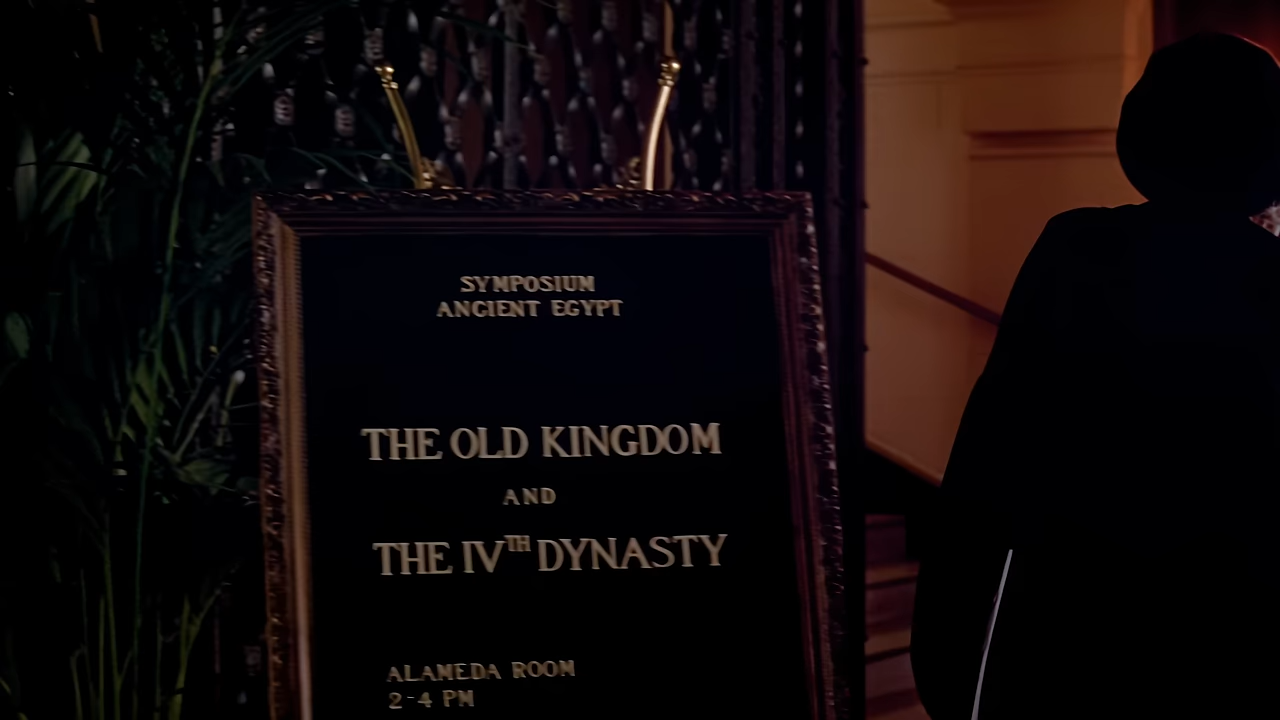 SYMPOSIUM
ANCIENT EGYPT
THE OLD KINGDOM
AND
THE IVTH DYNASTY
ALAMEDA ROOM
2-4 PM